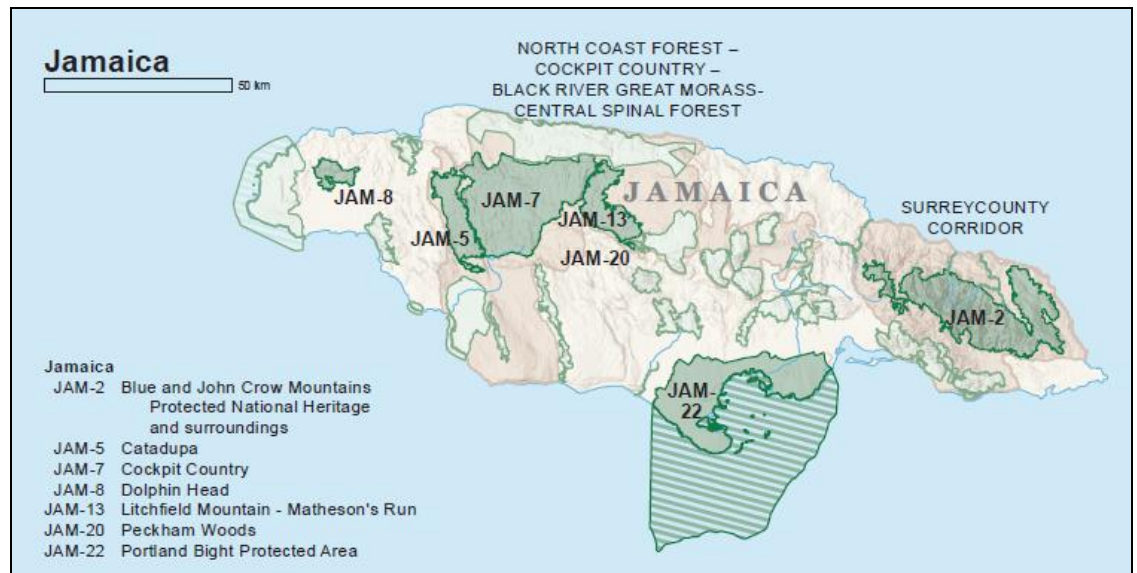 Jamaica
50 km
NORTH COAST FOREST –
COCKPIT COUNTRY –
BLACK RIVER GREAT MORASS-
CENTRAL SPINAL FOREST
JAMAICA
SURREYCOUNTY
CORRIDOR
JAM-8
JAM-7
JAM-13
JAM-5
JAM-20
JAM-2
JAM-
22
Jamaica
JAM-2 Blue and John Crow Mountains
Protected National Heritage
and surroundings
JAM-5 Catadupa
JAM-7 Cockpit Country
JAM-8 Dolphin Head
JAM-13 Litchfield Mountain - Matheson's Run
JAM-20 Peckham Woods
JAM-22 Portland Bight Protected Area